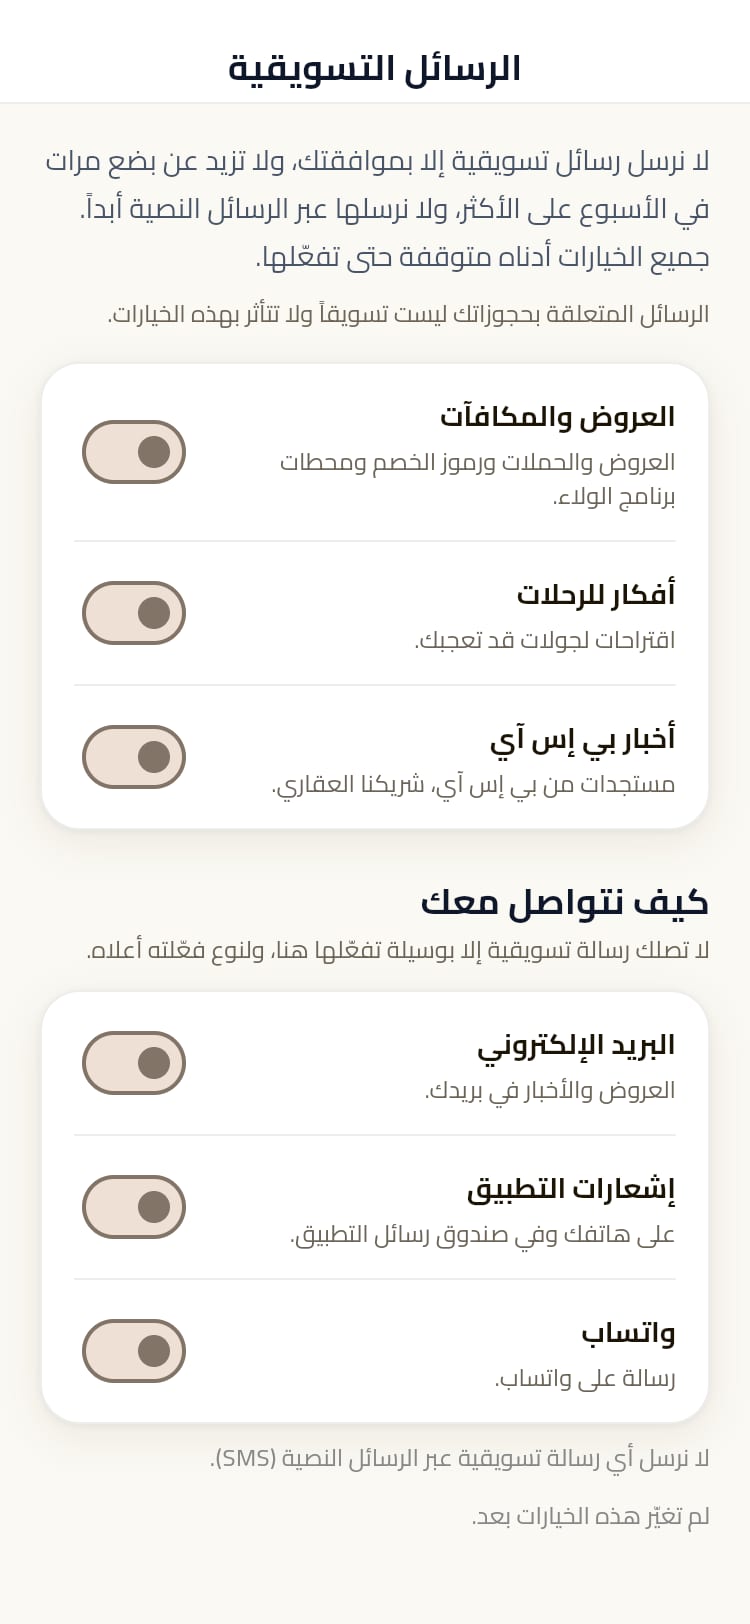 الرسائل التسويقية
لا نرسل رسائل تسويقية إلا بموافقتك، ولا تزيد عن بضع مرات
في الأسبوع على الأكثر، ولا نرسلها عبر الرسائل النصية أبداً.
جميع الخيارات أدناه متوقفة حتى تفعّلها.
الرسائل المتعلقة بحجوزاتك ليست تسويقاً ولا تتأثر بهذه الخيارات.
العروض والمكافآت
العروض والحملات ورموز الخصم ومحطات
برنامج الولاء.
أفكار للرحلات
اقتراحات لجولات قد تعجبك.
أخبار بي إس آي
مستجدات من بي إس آي، شريكنا العقاري.
كيف نتواصل معك
لا تصلك رسالة تسويقية إلا بوسيلة تفعّلها هنا، ولنوع فعّلته أعلاه.
البريد الإلكتروني
العروض والأخبار في بريدك.
إشعارات التطبيق
على هاتفك وفي صندوق رسائل التطبيق.
واتساب
رسالة على واتساب.
لا نرسل أي رسالة تسويقية عبر الرسائل النصية (SMS).
لم تغيّر هذه الخيارات بعد.